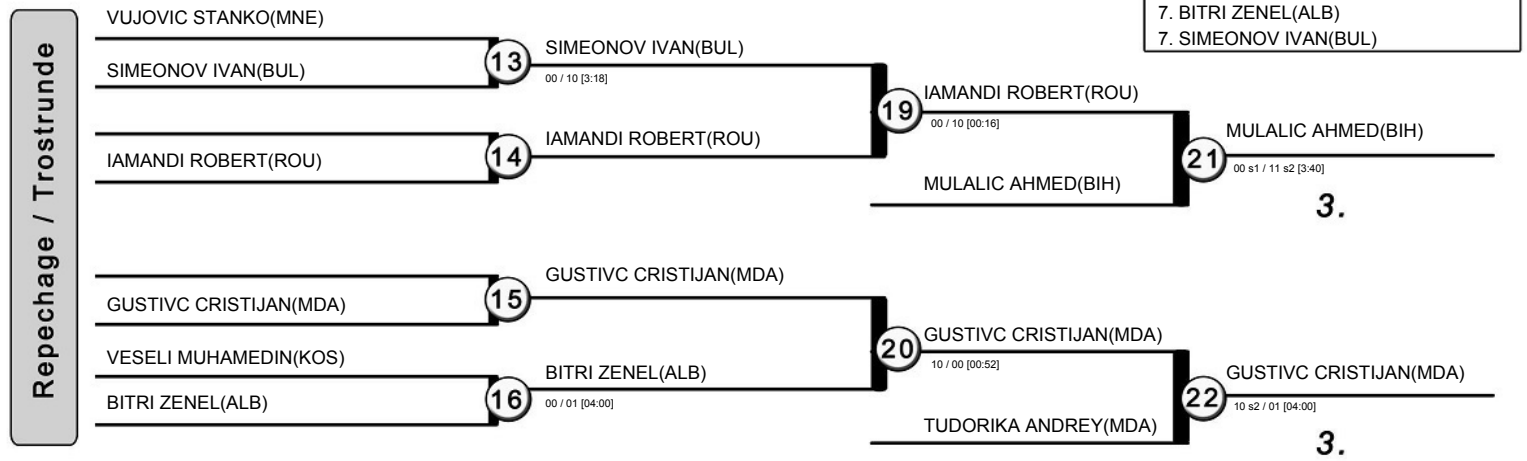 Repechage / Trostrunde
7. BITRI ZENEL(ALB)
7. SIMEONOV IVAN(BUL)
VUJOVIC STANKO(MNE)
SIMEONOV IVAN(BUL)
13
SIMEONOV IVAN(BUL)
00 / 10 [3:18]
IAMANDI ROBERT(ROU)
14
IAMANDI ROBERT(ROU)
19
IAMANDI ROBERT(ROU)
00 / 10 [00:16]
MULALIC AHMED(BIH)
21
MULALIC AHMED(BIH)
00 s1 / 11 s2 [3:40]
3.
GUSTIVC CRISTIJAN(MDA)
15
GUSTIVC CRISTIJAN(MDA)
VESELI MUHAMEDIN(KOS)
BITRI ZENEL(ALB)
16
BITRI ZENEL(ALB)
00 / 01 [04:00]
20
GUSTIVC CRISTIJAN(MDA)
10 / 00 [00:52]
TUDORIKA ANDREY(MDA)
22
GUSTIVC CRISTIJAN(MDA)
10 s2 / 01 [04:00]
3.